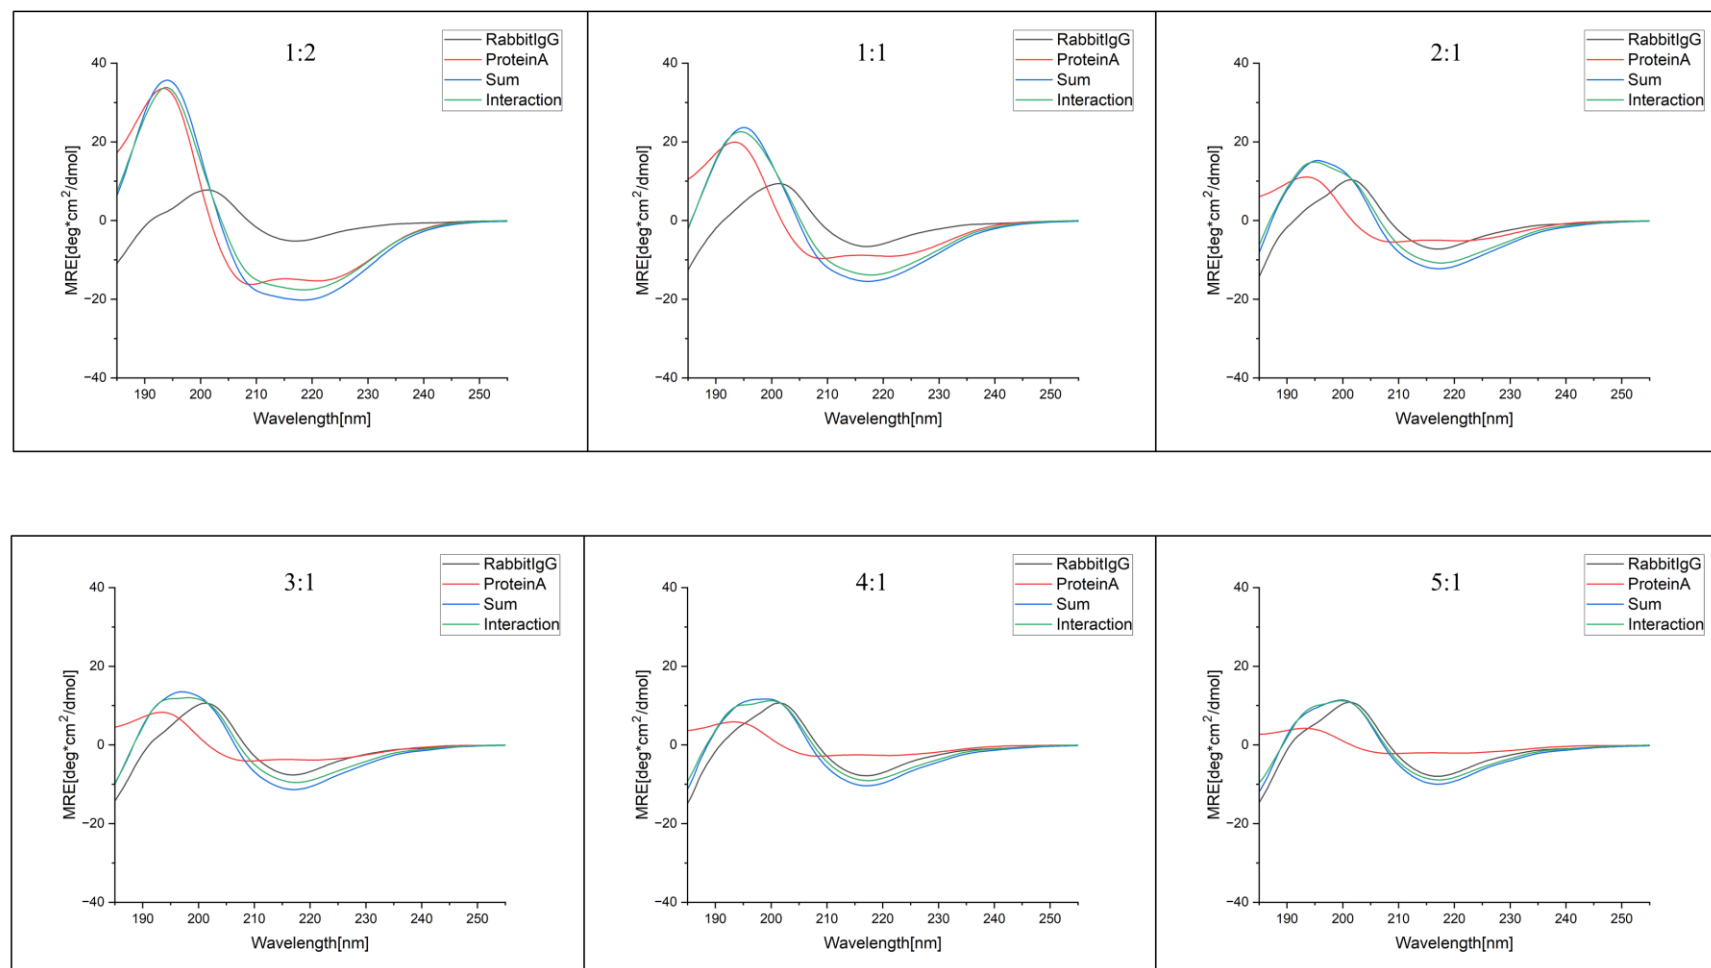 1:2
RabbitIgG
ProteinA
Sum
Interaction
40
20
0
−20
−40
MRE[deg*cm²/dmol]
190 200 210 220 230 240 250
Wavelength[nm]
1:1
RabbitIgG
ProteinA
Sum
Interaction
40
20
0
−20
−40
MRE[deg*cm²/dmol]
190 200 210 220 230 240 250
Wavelength[nm]
2:1
RabbitIgG
ProteinA
Sum
Interaction
40
20
0
−20
−40
MRE[deg*cm²/dmol]
190 200 210 220 230 240 250
Wavelength[nm]
3:1
RabbitIgG
ProteinA
Sum
Interaction
40
20
0
−20
−40
MRE[deg*cm²/dmol]
190 200 210 220 230 240 250
Wavelength[nm]
4:1
RabbitIgG
ProteinA
Sum
Interaction
40
20
0
−20
−40
MRE[deg*cm²/dmol]
190 200 210 220 230 240 250
Wavelength[nm]
5:1
RabbitIgG
ProteinA
Sum
Interaction
40
20
0
−20
−40
MRE[deg*cm²/dmol]
190 200 210 220 230 240 250
Wavelength[nm]